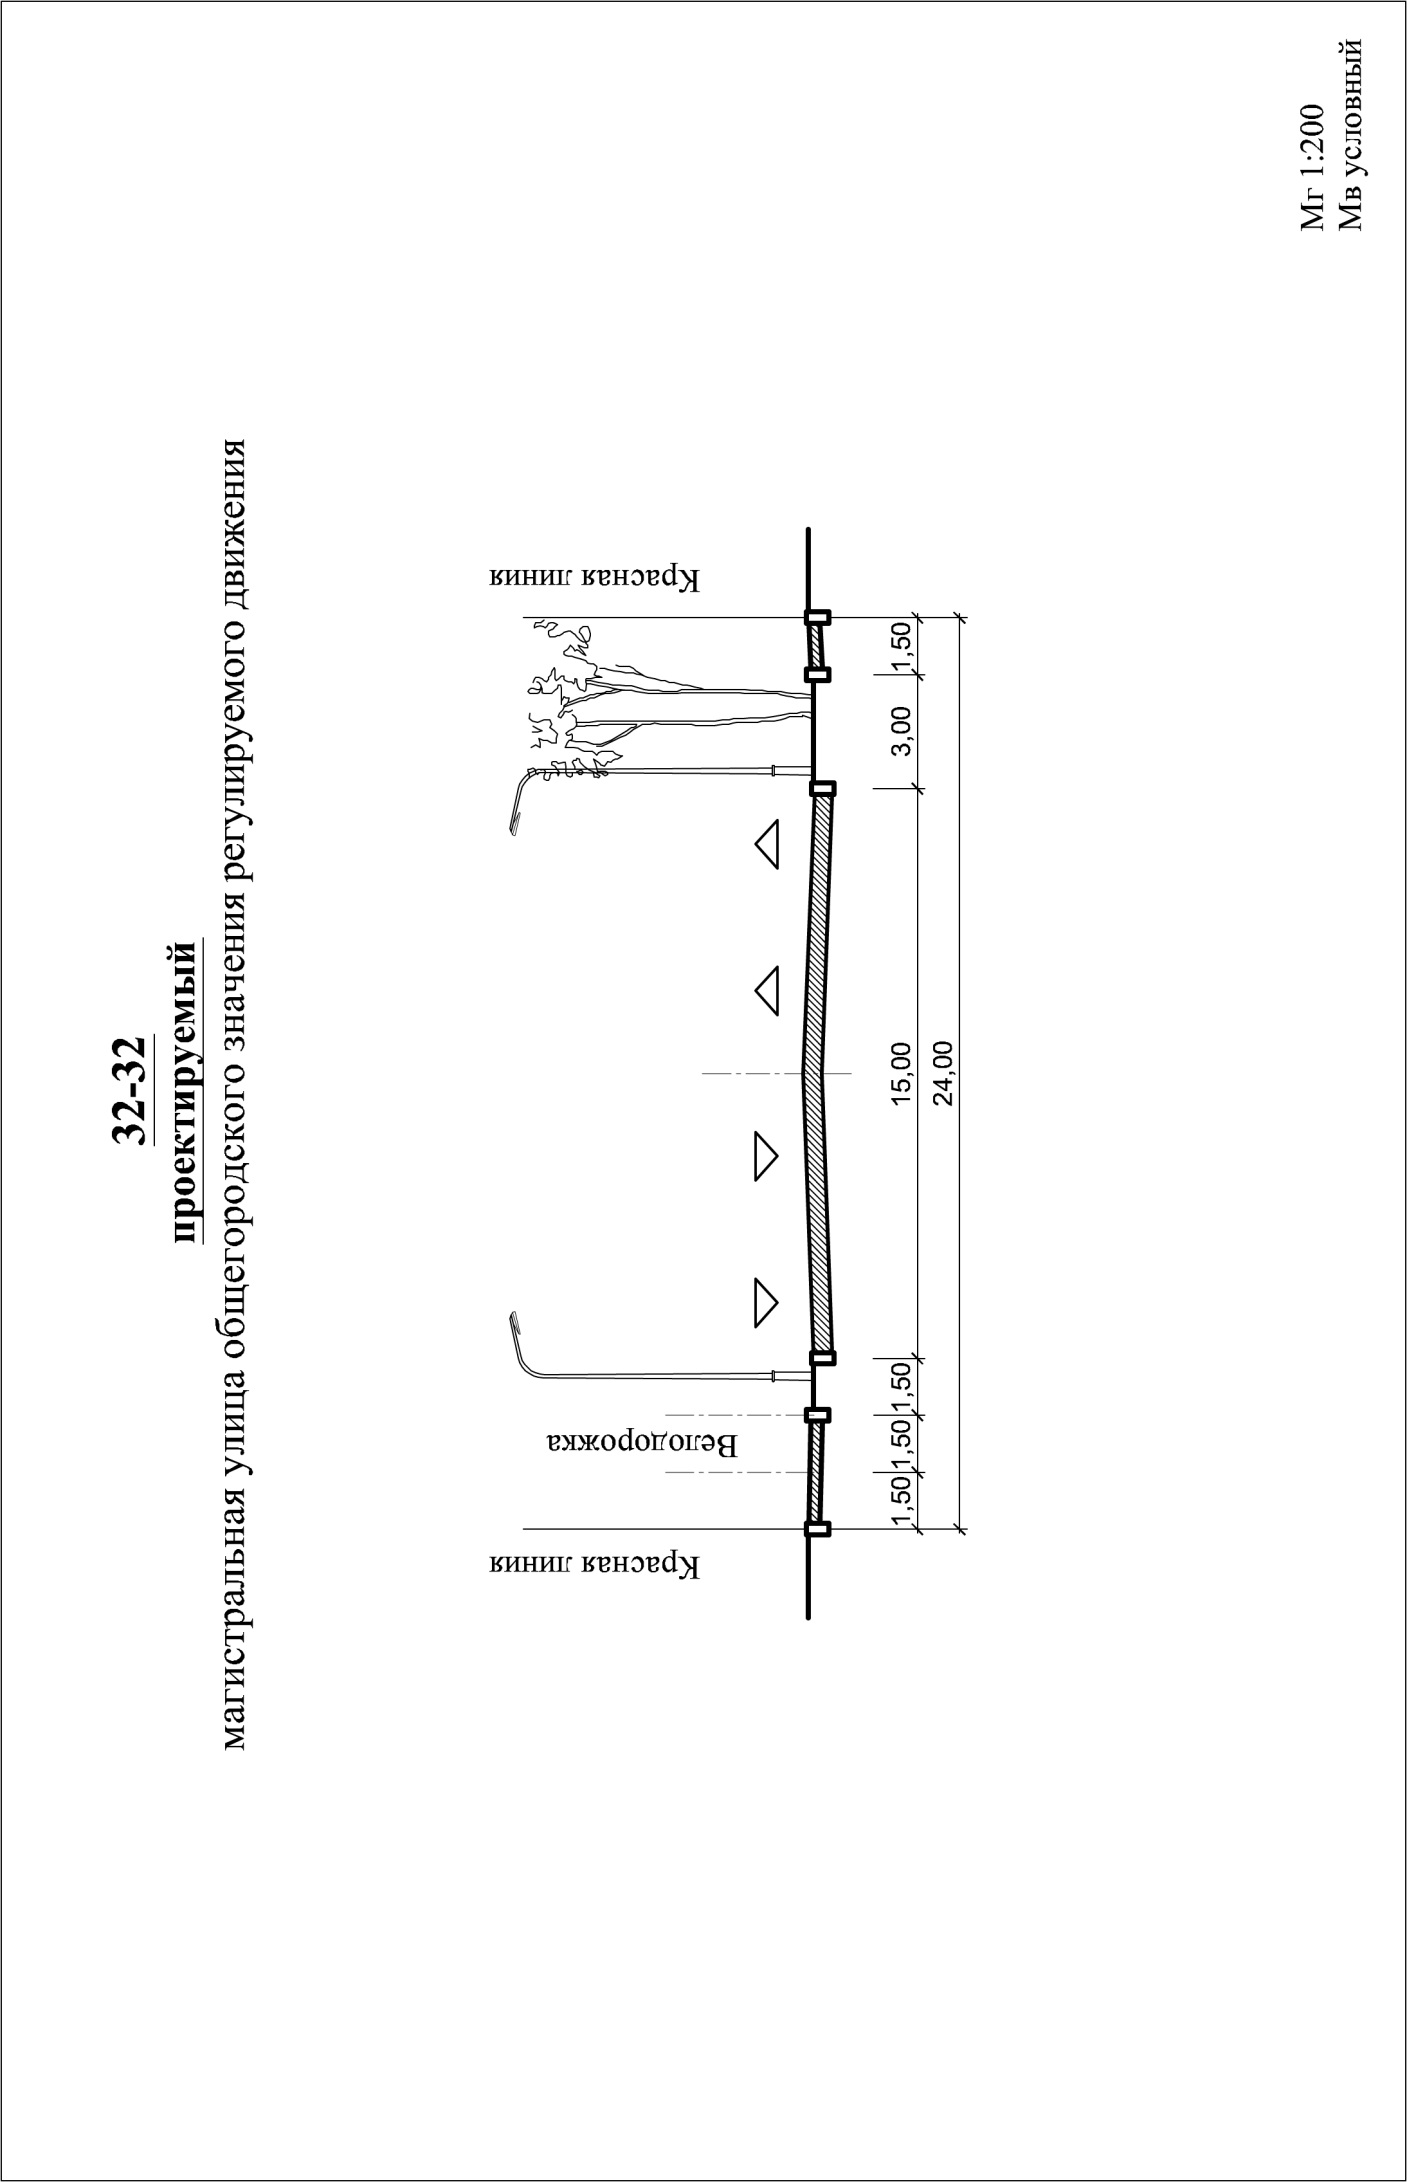 32-32
проектируемый
магистральная улица общегородского значения регулируемого движения
Красная линия
Велодорожка
Красная линия
1,50
1,50
1,50
15,00
3,00
1,50
24,00
Мг 1:200
Мв условный